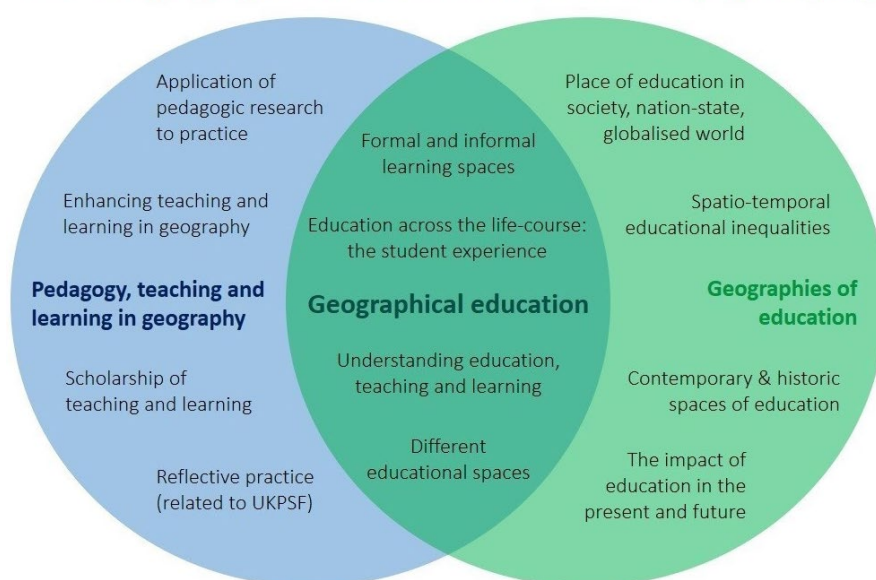 Application of
pedagogic research
to practice
Enhancing teaching and
learning in geography
Pedagogy, teaching and
learning in geography
Scholarship of
teaching and learning
Reflective practice
(related to UKPSF)
Formal and informal
learning spaces
Education across the life-course:
the student experience
Geographical education
Understanding education,
teaching and learning
Different
educational spaces
Place of education in
society, nation-state,
globalised world
Spatio-temporal
educational inequalities
Geographies of
education
Contemporary & historic
spaces of education
The impact of
education in the
present and future